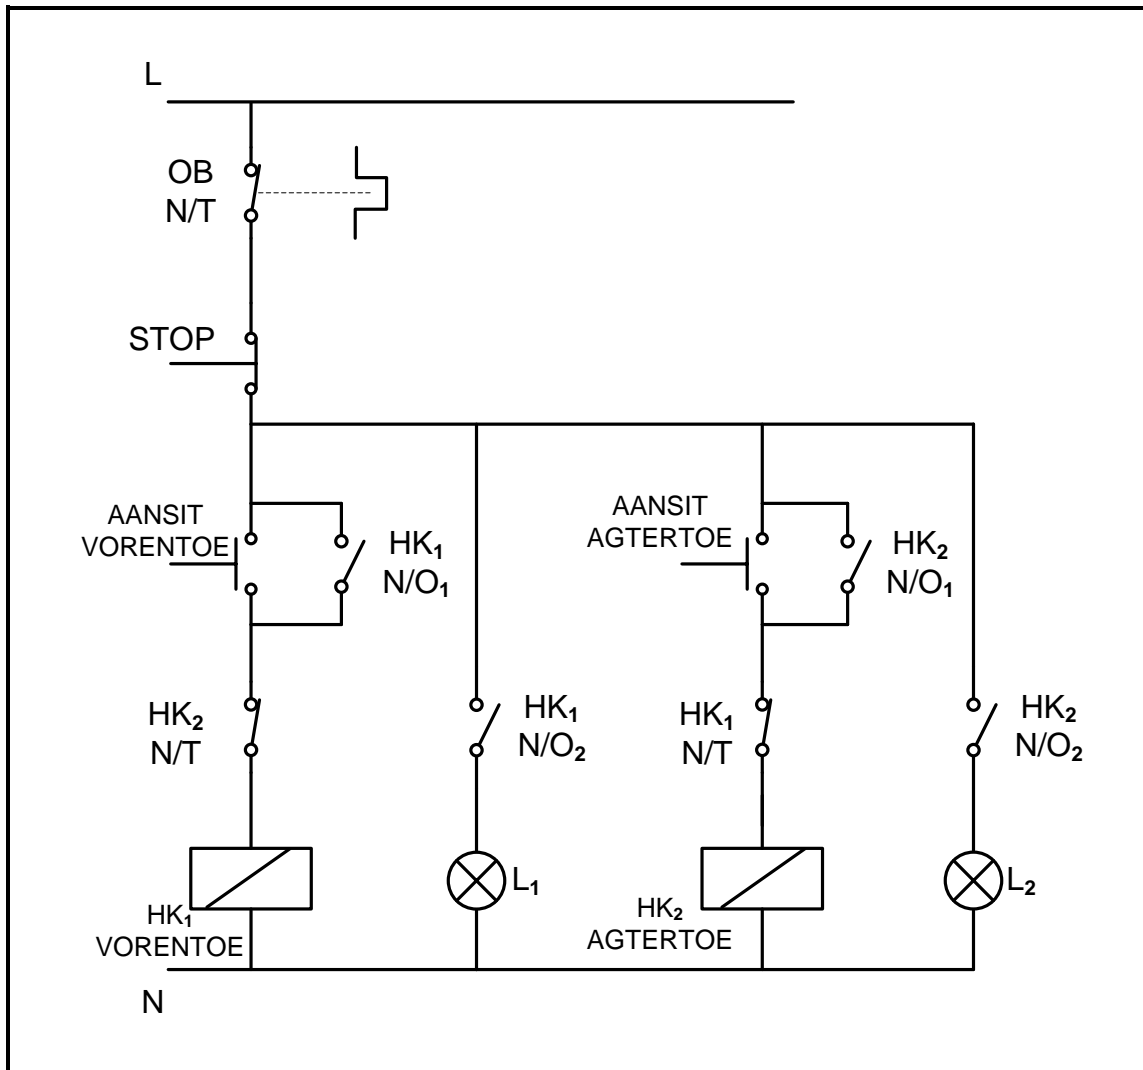 L
OB
N/T
STOP
AANSIT
VORENTOE
HK₁
N/O₁
AANSIT
AGTERTOE
HK₂
N/O₁
HK₂
N/T
HK₁
N/O₂
HK₁
N/T
HK₂
N/O₂
HK₁
VORENTOE
L₁
HK₂
AGTERTOE
L₂
N